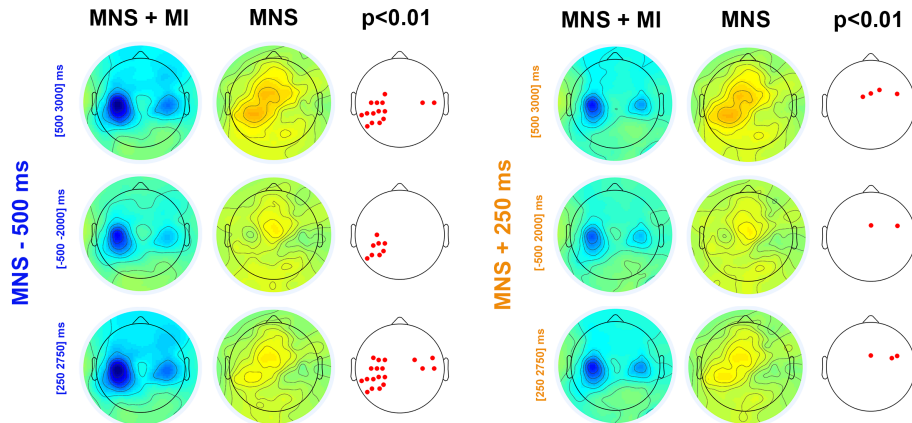 MNS + MI MNS p<0.01 MNS + MI MNS p<0.01
MNS - 500 ms
[500 3000] ms
[-500 -2000] ms
[250 2750] ms
MNS + 250 ms
[500 3000] ms
[-500 2000] ms
[250 2750] ms